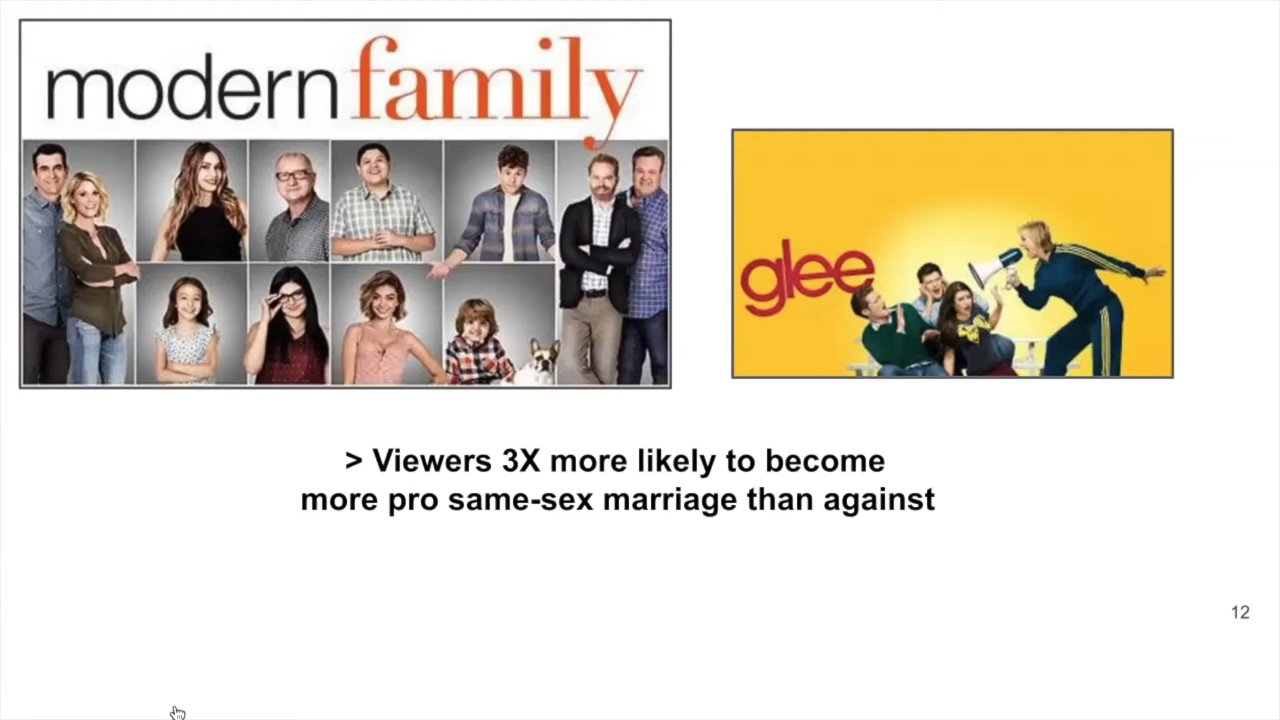 modern family
glee
> Viewers 3X more likely to become
more pro same-sex marriage than against
12